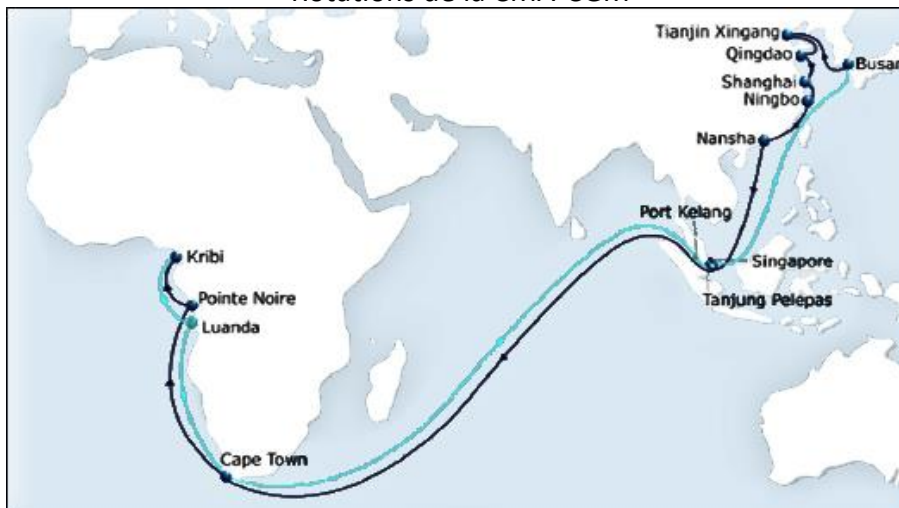 Tianjin Xingang
Qingdao
Busan
Shanghai
Ningbo
Nansha
Port Kelang
Singapore
Tanjung Pelepas
Kribi
Pointe Noire
Luanda
Cape Town